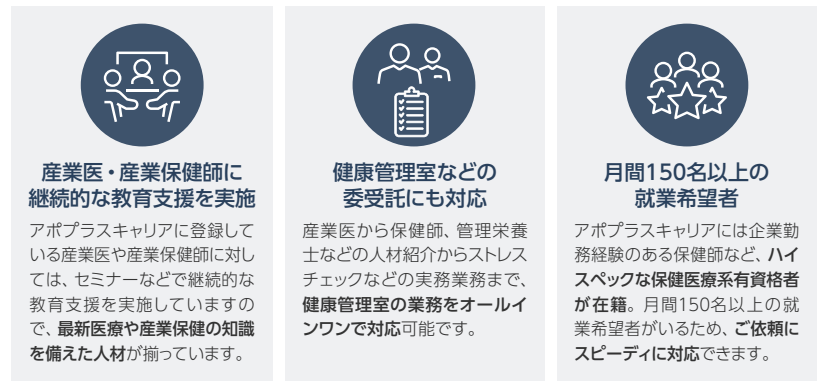 産業医・産業保健師に
継続的な教育支援を実施
アポプラスキャリアに登録して
いる産業医や産業保健師に対し
ては、セミナーなどで継続的な
教育支援を実施していますの
で、最新医療や産業保健の知識
を備えた人材が揃っています。
健康管理室などの
委受託にも対応
産業医から保健師、管理栄養
士などの人材紹介からストレス
チェックなどの実務業務まで、
健康管理室の業務をオールイ
ンワンで対応可能です。
月間150名以上の
就業希望者
アポプラスキャリアには企業勤
務経験のある保健師など、ハイ
スペックな保健医療系有資格者
が在籍。月間150名以上の就
業希望者がいるため、ご依頼に
スピーディに対応できます。